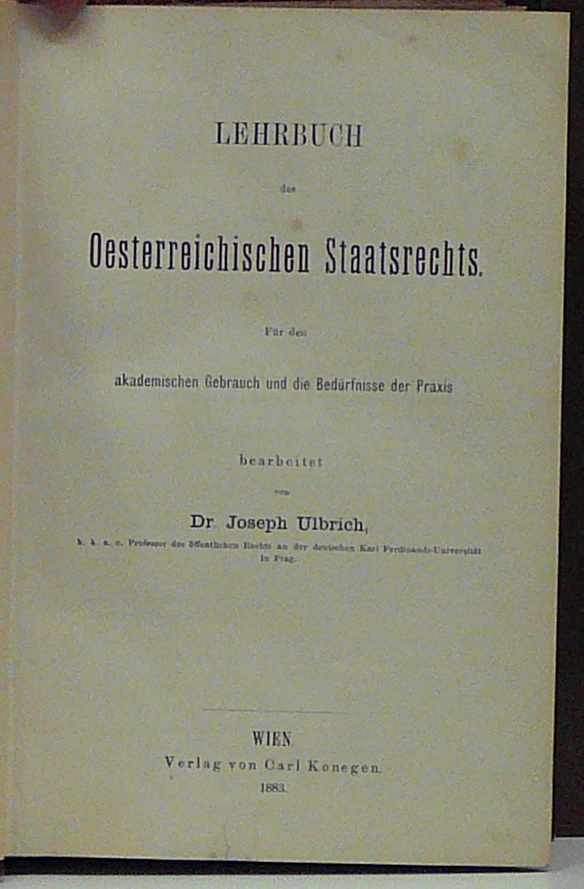 LEHRBUCH
des
Oesterreichischen Staatsrechts.
Für den
akademischen Gebrauch und die Bedürfnisse der Praxis
bearbeitet
von
Dr. Joseph Ulbrich,
k. k. a. o. Professor des öffentlichen Rechts an der deutschen Karl Ferdinands-Universität
in Prag.
WIEN
Verlag von Carl Konegen.
1883.